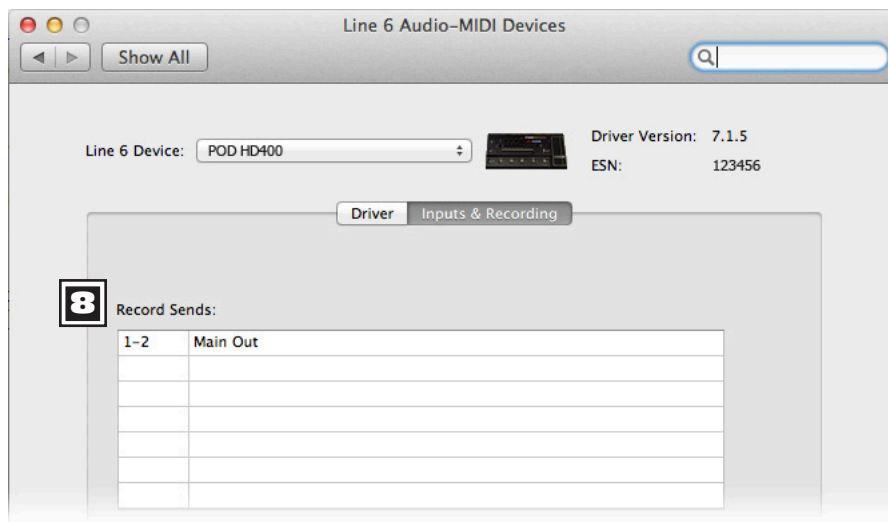 Line 6 Audio-MIDI Devices
Show All
Line 6 Device: POD HD400
Driver Version: 7.1.5
ESN: 123456
Driver Inputs & Recording
8
Record Sends:
1-2 Main Out